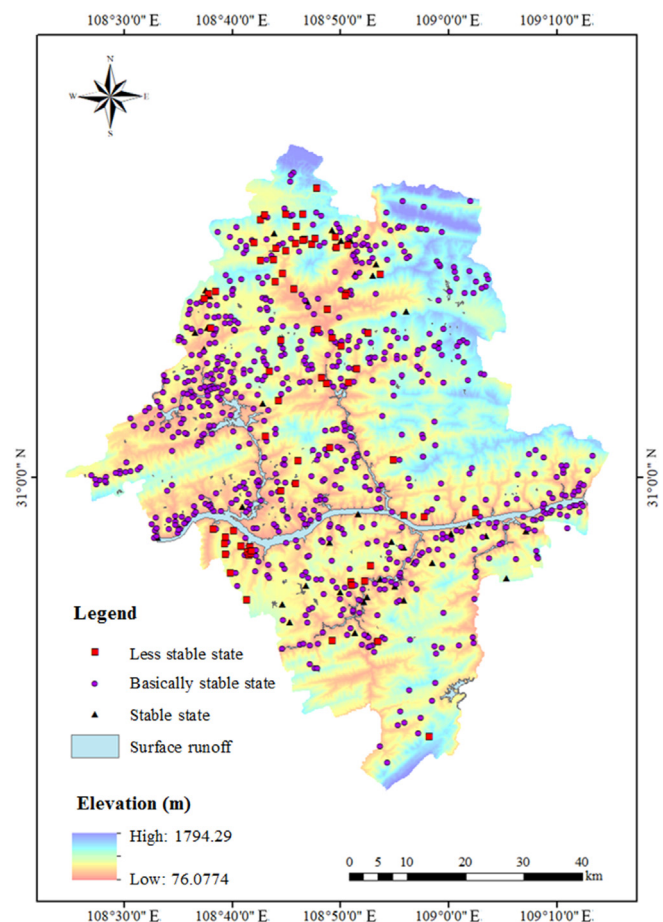 108°30'0" E 108°40'0" E 108°50'0" E 109°0'0" E 109°10'0" E
N
W E
S
31°0'0" N 31°0'0" N
Legend
Less stable state
Basically stable state
Stable state
Surface runoff
Elevation (m)
High: 1794.29
Low: 76.0774
0 5 10 20 30 40
km
108°30'0" E 108°40'0" E 108°50'0" E 109°0'0" E 109°10'0" E